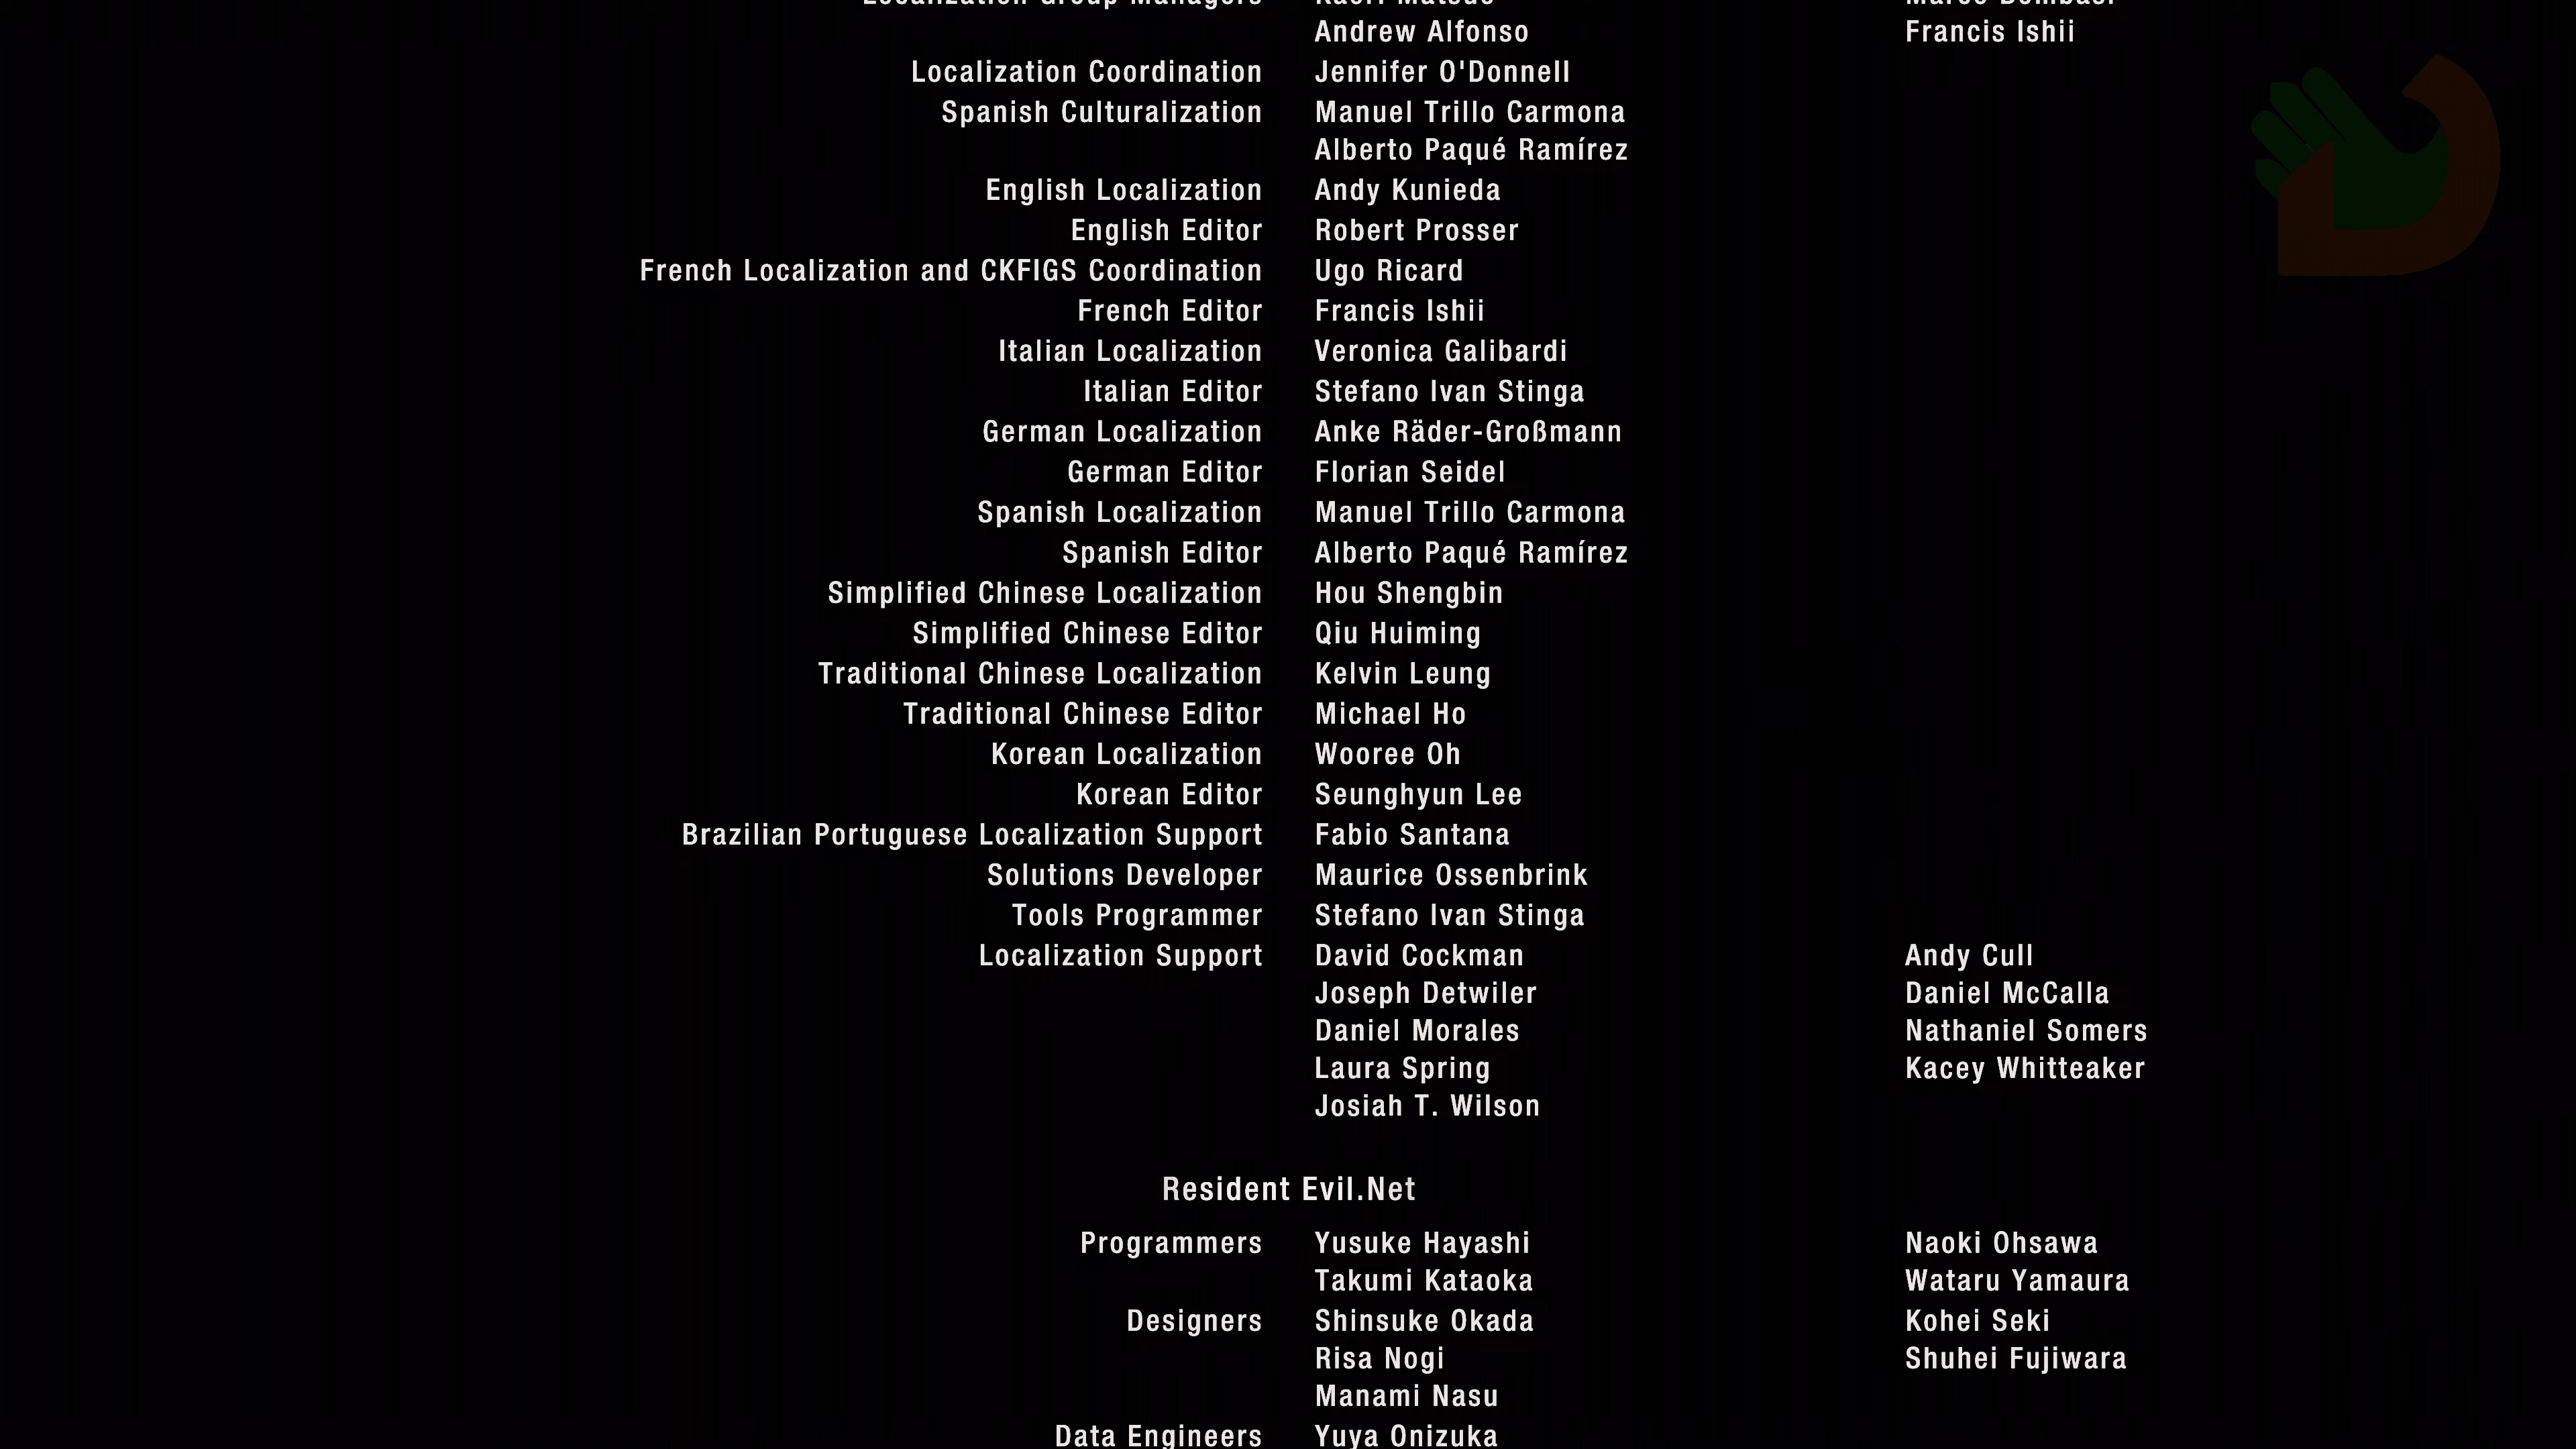 Localization Group Managers Kaori Matsuo
Andrew Alfonso Francis Ishii
Localization Coordination Jennifer O'Donnell
Spanish Culturalization Manuel Trillo Carmona
Alberto Paqué Ramírez
English Localization Andy Kunieda
English Editor Robert Prosser
French Localization and CKFIGS Coordination Ugo Ricard
French Editor Francis Ishii
Italian Localization Veronica Galibardi
Italian Editor Stefano Ivan Stinga
German Localization Anke Räder-Großmann
German Editor Florian Seidel
Spanish Localization Manuel Trillo Carmona
Spanish Editor Alberto Paqué Ramírez
Simplified Chinese Localization Hou Shengbin
Simplified Chinese Editor Qiu Huiming
Traditional Chinese Localization Kelvin Leung
Traditional Chinese Editor Michael Ho
Korean Localization Wooree Oh
Korean Editor Seunghyun Lee
Brazilian Portuguese Localization Support Fabio Santana
Solutions Developer Maurice Ossenbrink
Tools Programmer Stefano Ivan Stinga
Localization Support David Cockman Andy Cull
Joseph Detwiler Daniel McCalla
Daniel Morales Nathaniel Somers
Laura Spring Kacey Whitteaker
Josiah T. Wilson
Resident Evil.Net
Programmers Yusuke Hayashi Naoki Ohsawa
Takumi Kataoka Wataru Yamaura
Designers Shinsuke Okada Kohei Seki
Risa Nogi Shuhei Fujiwara
Manami Nasu
Data Engineers Yuya Onizuka